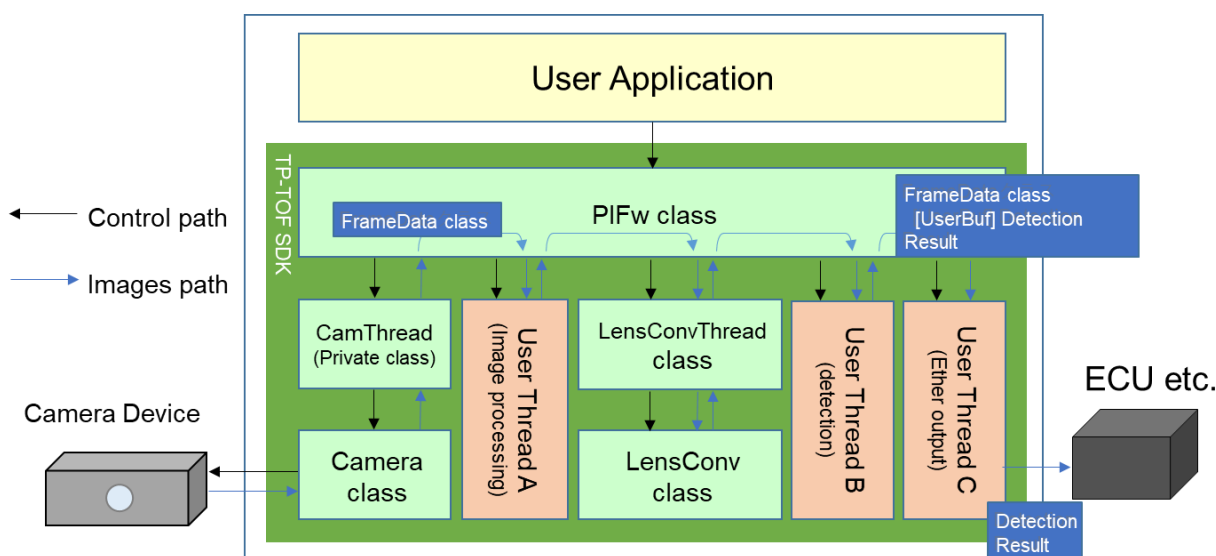 User Application
TP-TOF SDK
FrameData class
PIFw class
FrameData class
[UserBuf] Detection
Result
Control path
Images path
CamThread
(Private class)
User Thread A
(Image processing)
LensConvThread
class
User Thread B
(detection)
User Thread C
(Ether output)
ECU etc.
Camera Device
Camera
class
LensConv
class
Detection
Result